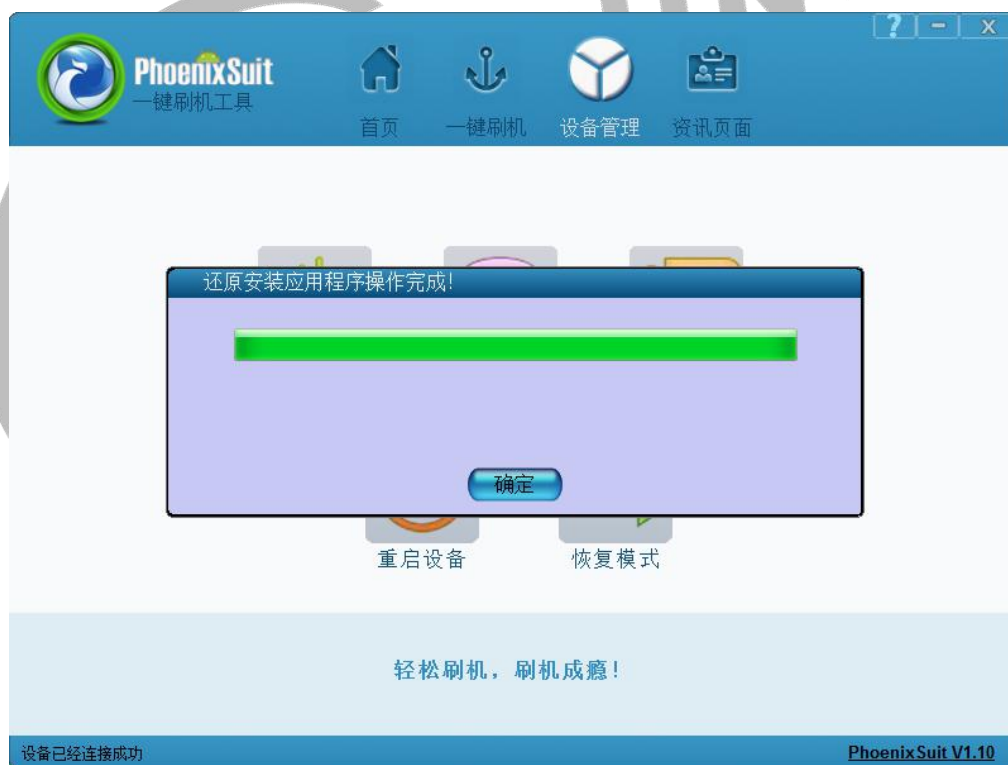 ? - X
PhoenixSuit
一键刷机工具
首页 一键刷机 设备管理 资讯页面
还原安装应用程序操作完成!
确定
重启设备 恢复模式
轻松刷机，刷机成瘾!
设备已经连接成功 PhoenixSuit V1.10